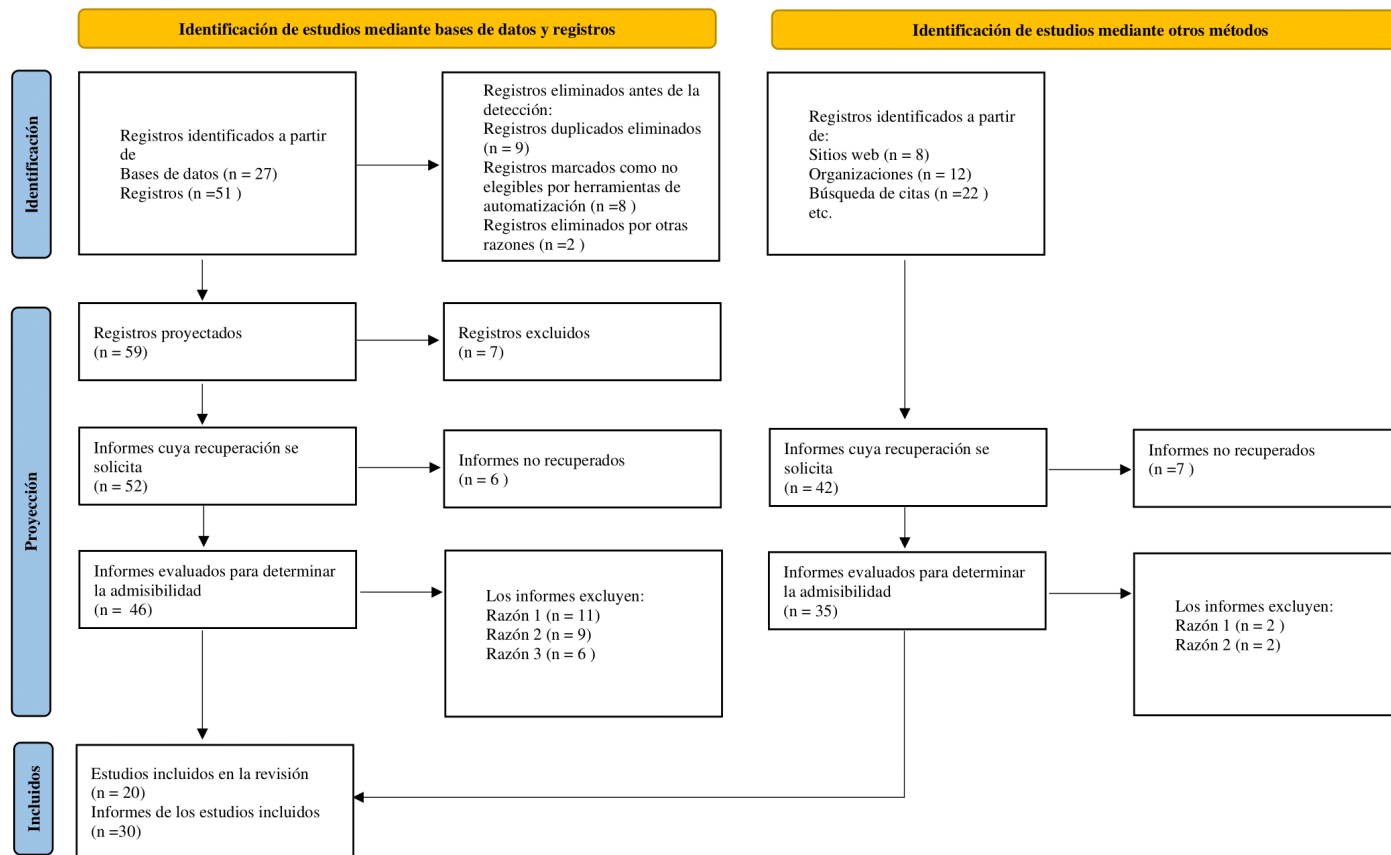 Identificación de estudios mediante bases de datos y registros
Identificación de estudios mediante otros métodos
Identificación
Registros identificados a partir
de
Bases de datos (n = 27)
Registros (n =51 )
Registros eliminados antes de la
detección:
Registros duplicados eliminados
(n = 9)
Registros marcados como no
elegibles por herramientas de
automatización (n =8 )
Registros eliminados por otras
razones (n =2 )
Registros identificados a partir
de:
Sitios web (n = 8)
Organizaciones (n = 12)
Búsqueda de citas (n =22 )
etc.
Proyección
Registros proyectados
(n = 59)
Registros excluidos
(n = 7)
Informes cuya recuperación se
solicita
(n = 52)
Informes no recuperados
(n = 6 )
Informes cuya recuperación se
solicita
(n = 42)
Informes no recuperados
(n =7 )
Informes evaluados para determinar
la admisibilidad
(n =  46)
Los informes excluyen:
Razón 1 (n = 11)
Razón 2 (n = 9)
Razón 3 (n = 6 )
Informes evaluados para determinar
la admisibilidad
(n = 35)
Los informes excluyen:
Razón 1 (n = 2 )
Razón 2 (n = 2)
Incluidos
Estudios incluidos en la revisión
(n = 20)
Informes de los estudios incluidos
(n =30)